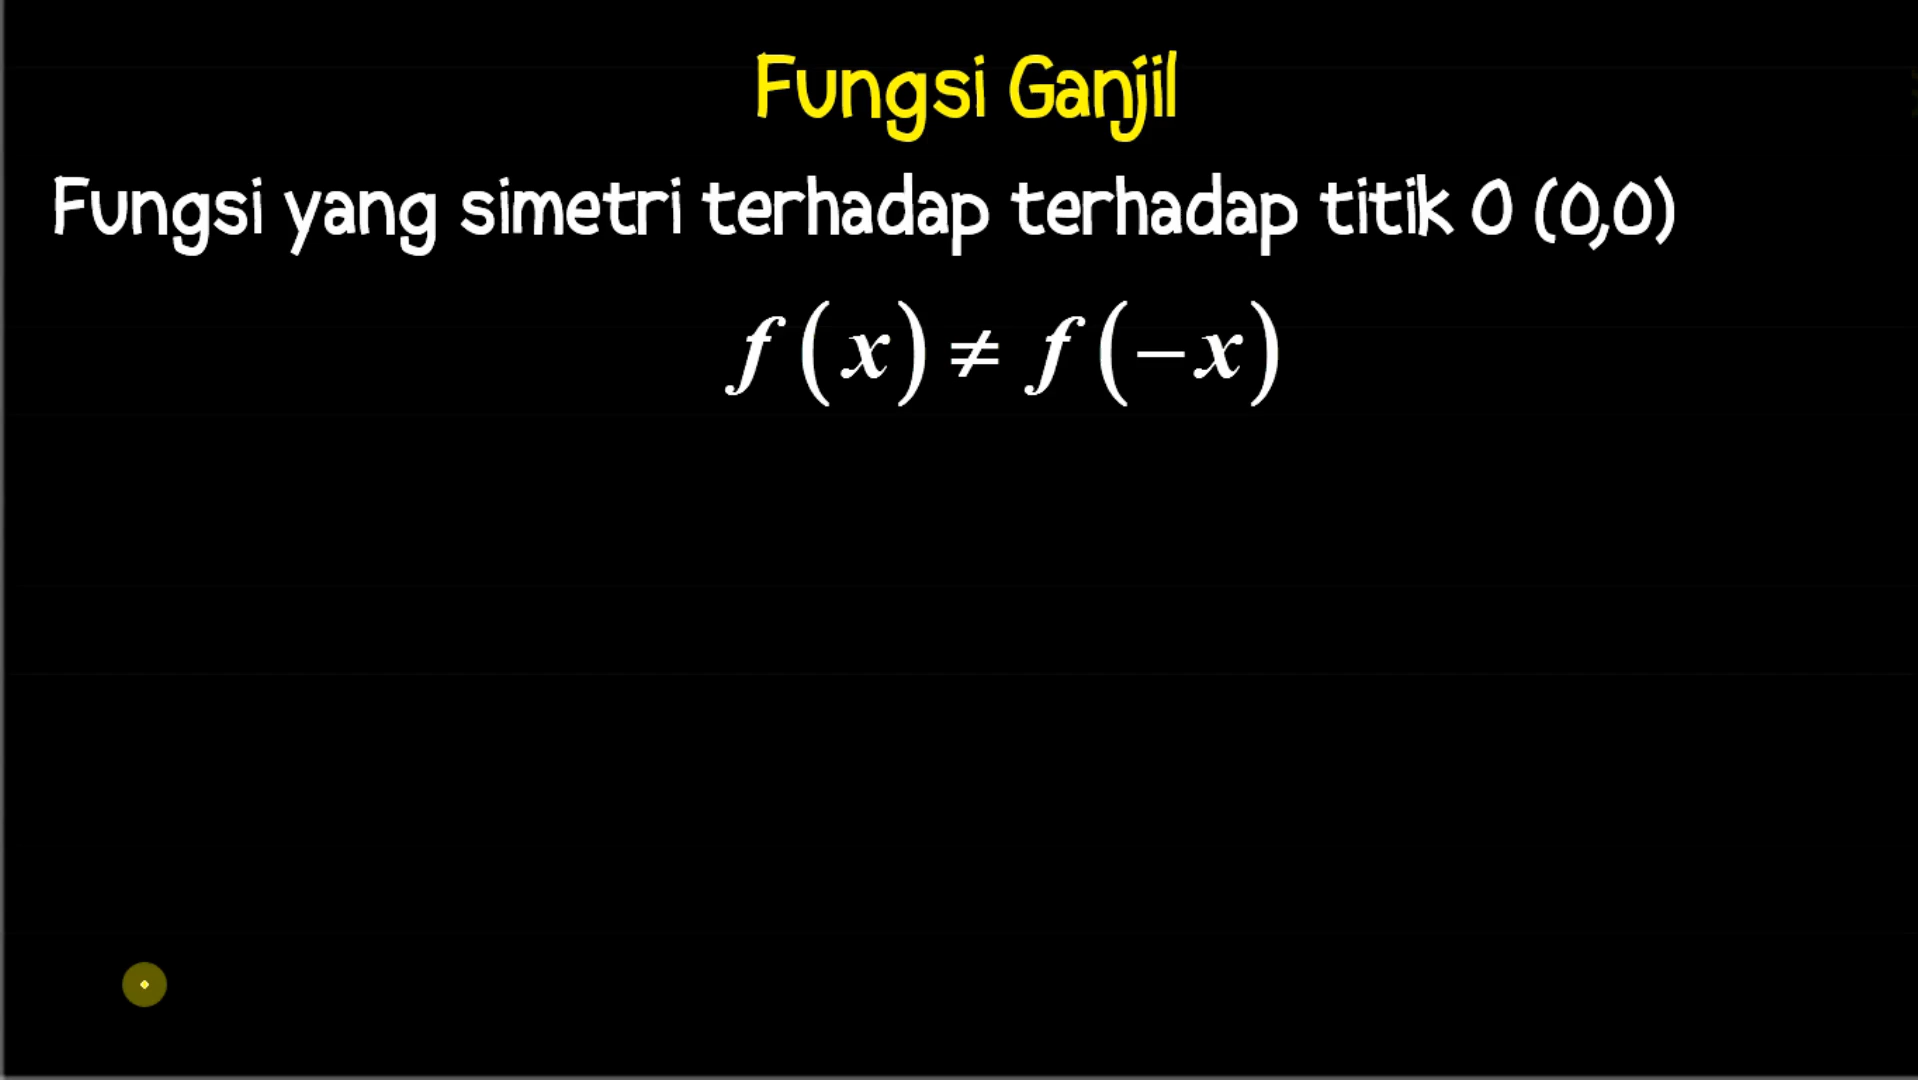 Fungsi Ganjil
Fungsi yang simetri terhadap terhadap titik O (0,0)
f(x) ≠ f(−x)